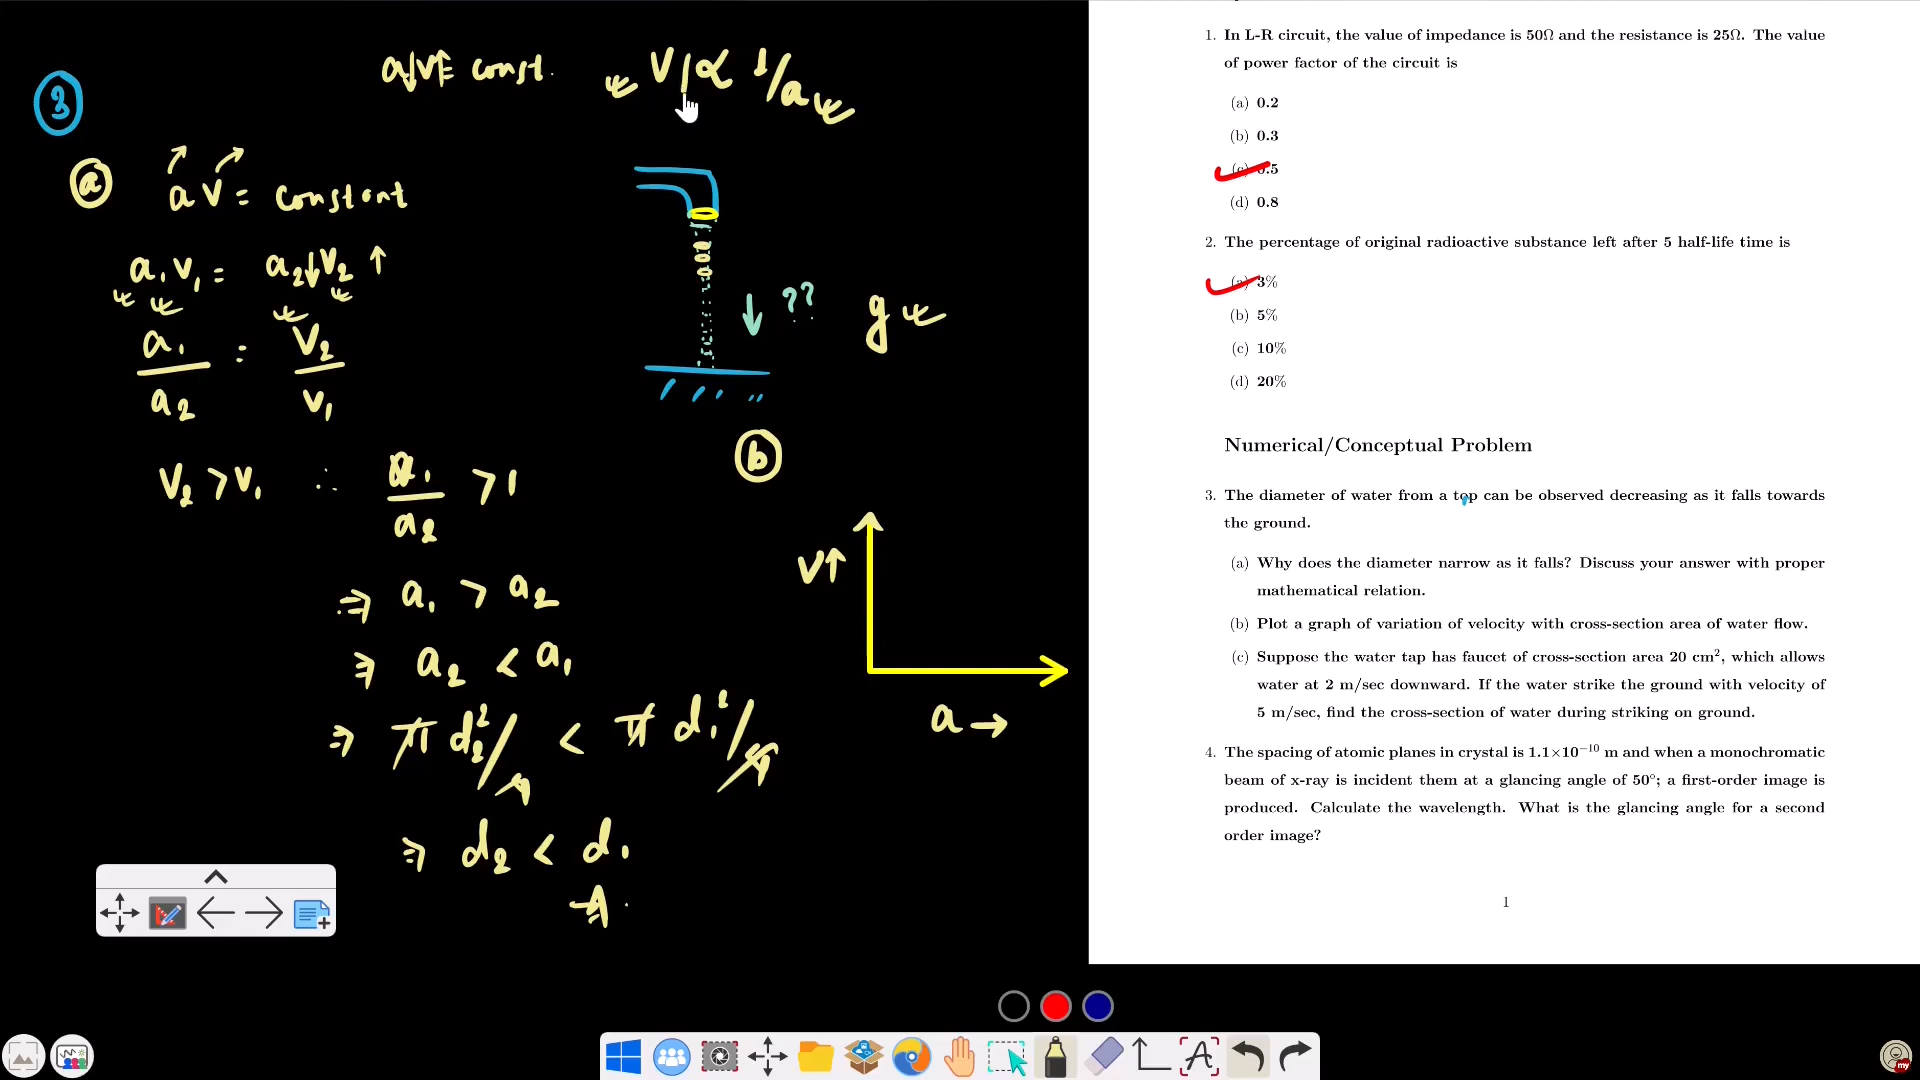 3
a↓v↑= const.
V ∝ 1/a
a
a v = constant
a₁v₁ = a₂↓v₂ ↑
a₁/a₂ = V₂/v₁
??
g
V₂ > v₁ ∴ a₁/a₂ > 1
b
⇒ a₁ > a₂
⇒ a₂ < a₁
⇒ π d₂²/4 < π d₁²/4
⇒ d₂ < d₁
V↑
a →
1. In L-R circuit, the value of impedance is 50Ω and the resistance is 25Ω. The value
of power factor of the circuit is
(a) 0.2
(b) 0.3
(c) 0.5
(d) 0.8
2. The percentage of original radioactive substance left after 5 half-life time is
(a) 3%
(b) 5%
(c) 10%
(d) 20%
Numerical/Conceptual Problem
3. The diameter of water from a top can be observed decreasing as it falls towards
the ground.
(a) Why does the diameter narrow as it falls? Discuss your answer with proper
mathematical relation.
(b) Plot a graph of variation of velocity with cross-section area of water flow.
(c) Suppose the water tap has faucet of cross-section area 20 cm², which allows
water at 2 m/sec downward. If the water strike the ground with velocity of
5 m/sec, find the cross-section of water during striking on ground.
4. The spacing of atomic planes in crystal is 1.1×10⁻¹⁰ m and when a monochromatic
beam of x-ray is incident them at a glancing angle of 50°; a first-order image is
produced. Calculate the wavelength. What is the glancing angle for a second
order image?
1